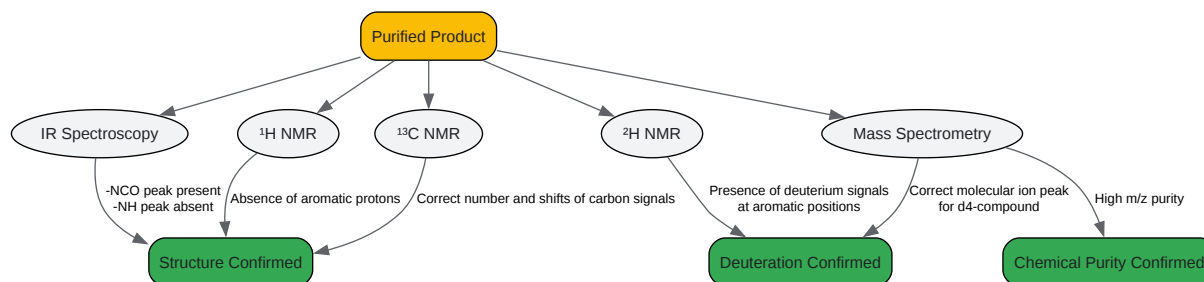 Purified Product
IR Spectroscopy
¹H NMR
¹³C NMR
²H NMR
Mass Spectrometry
-NCO peak present
-NH peak absent
Absence of aromatic protons
Correct number and shifts of carbon signals
Presence of deuterium signals
at aromatic positions
Correct molecular ion peak
for d4-compound
High m/z purity
Structure Confirmed
Deuteration Confirmed
Chemical Purity Confirmed